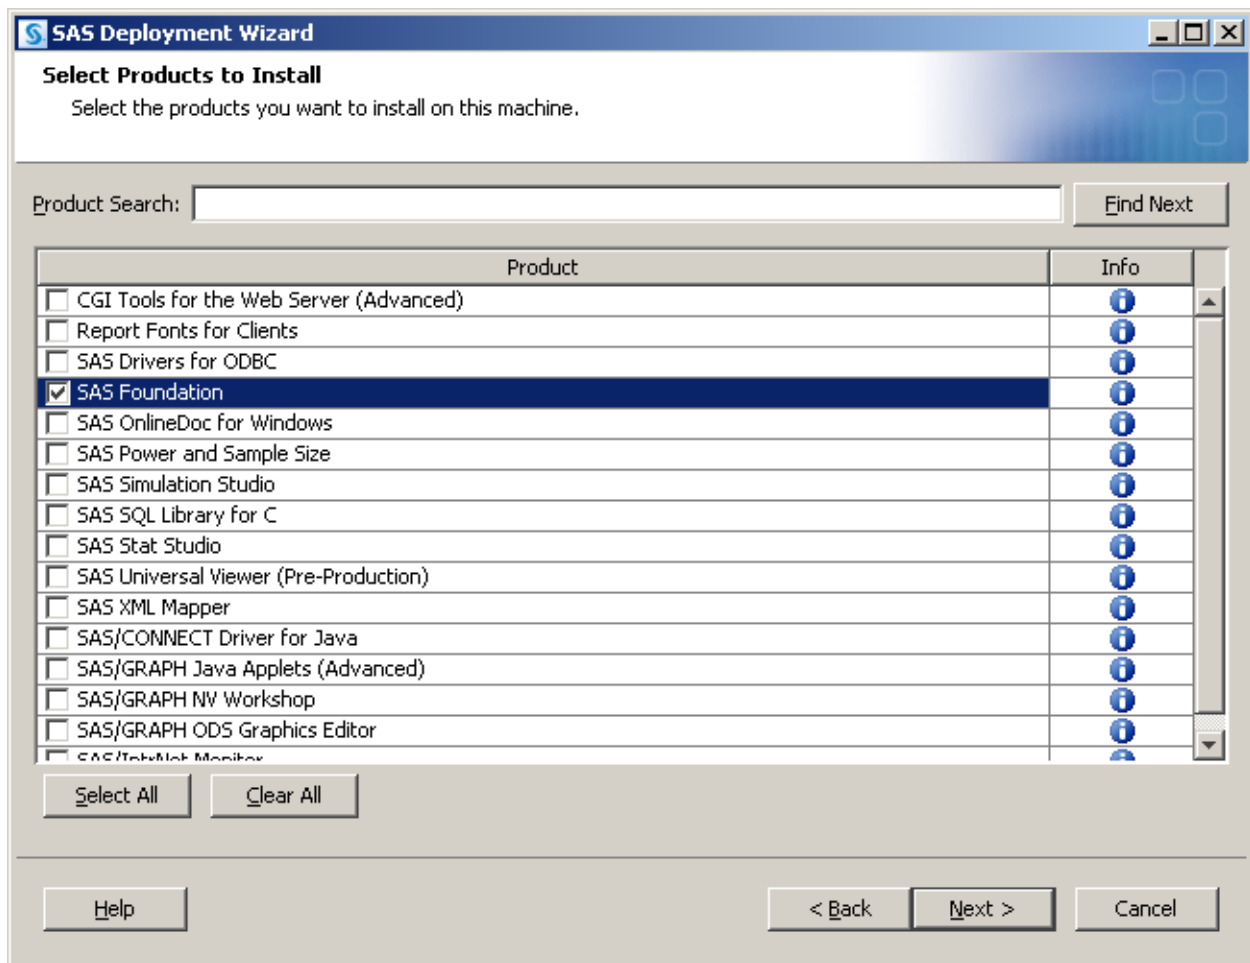 SAS Deployment Wizard
Select Products to Install
Select the products you want to install on this machine.
Product Search:
Find Next
Product Info
CGI Tools for the Web Server (Advanced)
Report Fonts for Clients
SAS Drivers for ODBC
SAS Foundation
SAS OnlineDoc for Windows
SAS Power and Sample Size
SAS Simulation Studio
SAS SQL Library for C
SAS Stat Studio
SAS Universal Viewer (Pre-Production)
SAS XML Mapper
SAS/CONNECT Driver for Java
SAS/GRAPH Java Applets (Advanced)
SAS/GRAPH NV Workshop
SAS/GRAPH ODS Graphics Editor
SAS/IntrNet Monitor
Select All Clear All
Help < Back Next > Cancel